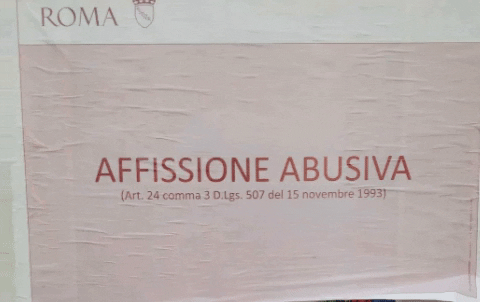 ROMA
AFFISSIONE ABUSIVA
(Art. 24 comma 3 D.Lgs. 507 del 15 novembre 1993)